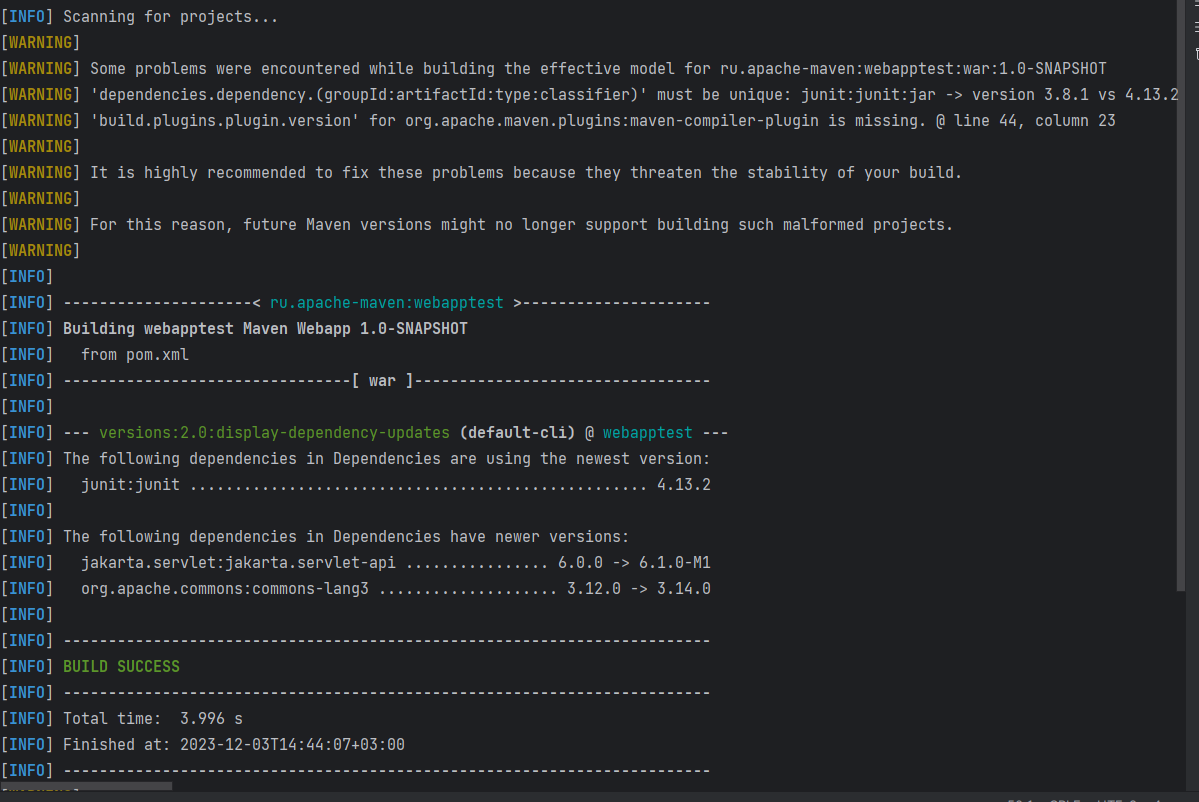 [INFO] Scanning for projects...
[WARNING]
[WARNING] Some problems were encountered while building the effective model for ru.apache-maven:webapptest:war:1.0-SNAPSHOT
[WARNING] 'dependencies.dependency.(groupId:artifactId:type:classifier)' must be unique: junit:junit:jar -> version 3.8.1 vs 4.13.2
[WARNING] 'build.plugins.plugin.version' for org.apache.maven.plugins:maven-compiler-plugin is missing. @ line 44, column 23
[WARNING]
[WARNING] It is highly recommended to fix these problems because they threaten the stability of your build.
[WARNING]
[WARNING] For this reason, future Maven versions might no longer support building such malformed projects.
[WARNING]
[INFO]
[INFO] ---------------------< ru.apache-maven:webapptest >---------------------
[INFO] Building webapptest Maven Webapp 1.0-SNAPSHOT
[INFO]   from pom.xml
[INFO] --------------------------------[ war ]---------------------------------
[INFO]
[INFO] --- versions:2.0:display-dependency-updates (default-cli) @ webapptest ---
[INFO] The following dependencies in Dependencies are using the newest version:
[INFO]   junit:junit ................................................... 4.13.2
[INFO]
[INFO] The following dependencies in Dependencies have newer versions:
[INFO]   jakarta.servlet:jakarta.servlet-api ................ 6.0.0 -> 6.1.0-M1
[INFO]   org.apache.commons:commons-lang3 .................... 3.12.0 -> 3.14.0
[INFO]
[INFO] ------------------------------------------------------------------------
[INFO] BUILD SUCCESS
[INFO] ------------------------------------------------------------------------
[INFO] Total time:  3.996 s
[INFO] Finished at: 2023-12-03T14:44:07+03:00
[INFO] ------------------------------------------------------------------------